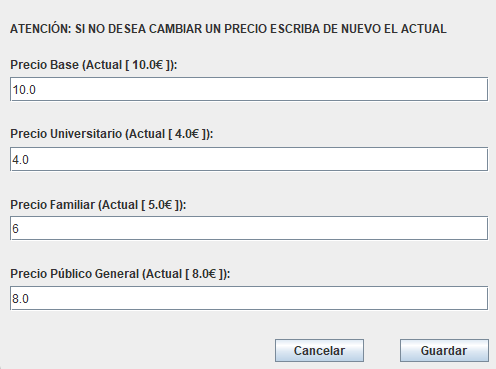 ATENCIÓN: SI NO DESEA CAMBIAR UN PRECIO ESCRIBA DE NUEVO EL ACTUAL
Precio Base (Actual [ 10.0€ ]):
10.0
Precio Universitario (Actual [ 4.0€ ]):
4.0
Precio Familiar (Actual [ 5.0€ ]):
6
Precio Público General (Actual [ 8.0€ ]):
8.0
Cancelar Guardar